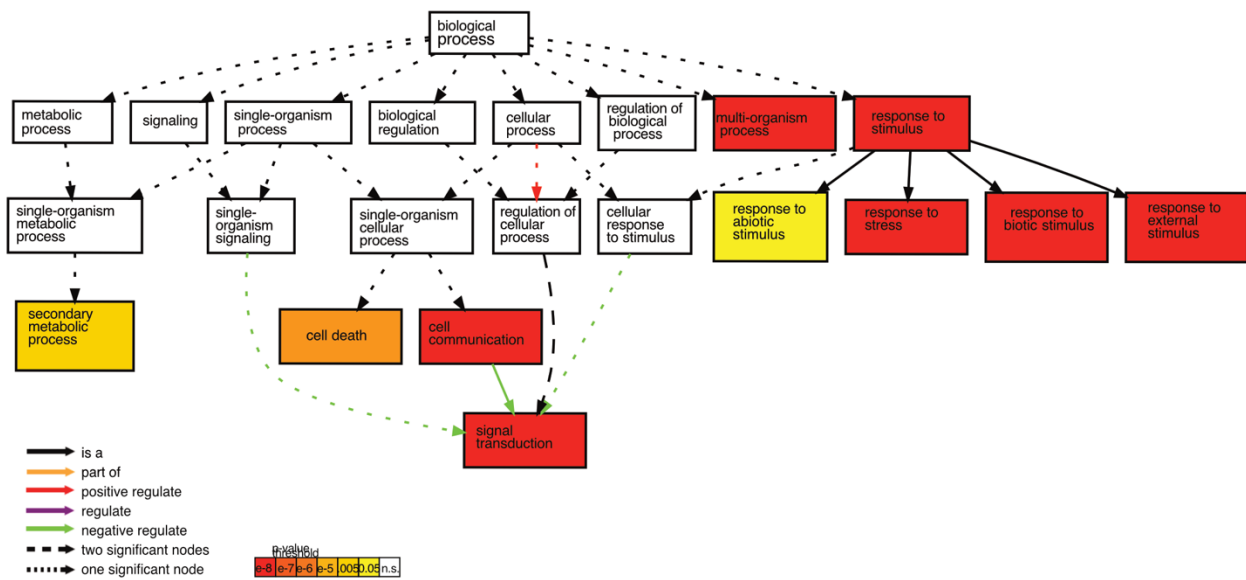 biological
process
metabolic
process
signaling
single-organism
process
biological
regulation
cellular
process
regulation of
biological
process
multi-organism
process
response to
stimulus
single-organism
metabolic
process
single-
organism
signaling
single-organism
cellular
process
regulation of
cellular
process
cellular
response to
stimulus
response to
abiotic
stimulus
response to
stress
response to
biotic stimulus
response to
external
stimulus
secondary
metabolic
process
cell death
cell
communication
signal
transduction
is a
part of
positive regulate
regulate
negative regulate
two significant nodes
one significant node
p-value
threshold
e-8 e-7 e-6 e-5 .005 0.05 n.s.